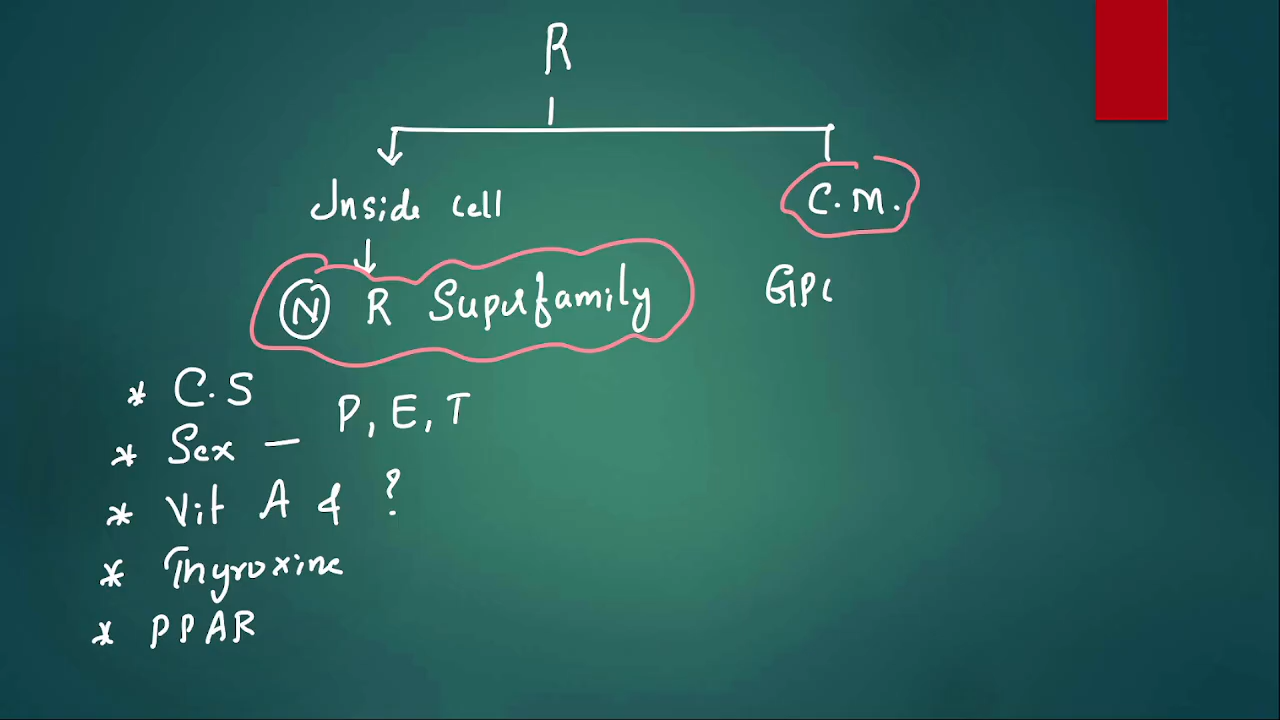 R
Inside cell
C.M.
N R Superfamily
GPC
* C.S
* Sex — P, E, T
* Vit A & ?
* Thyroxine
* PPAR